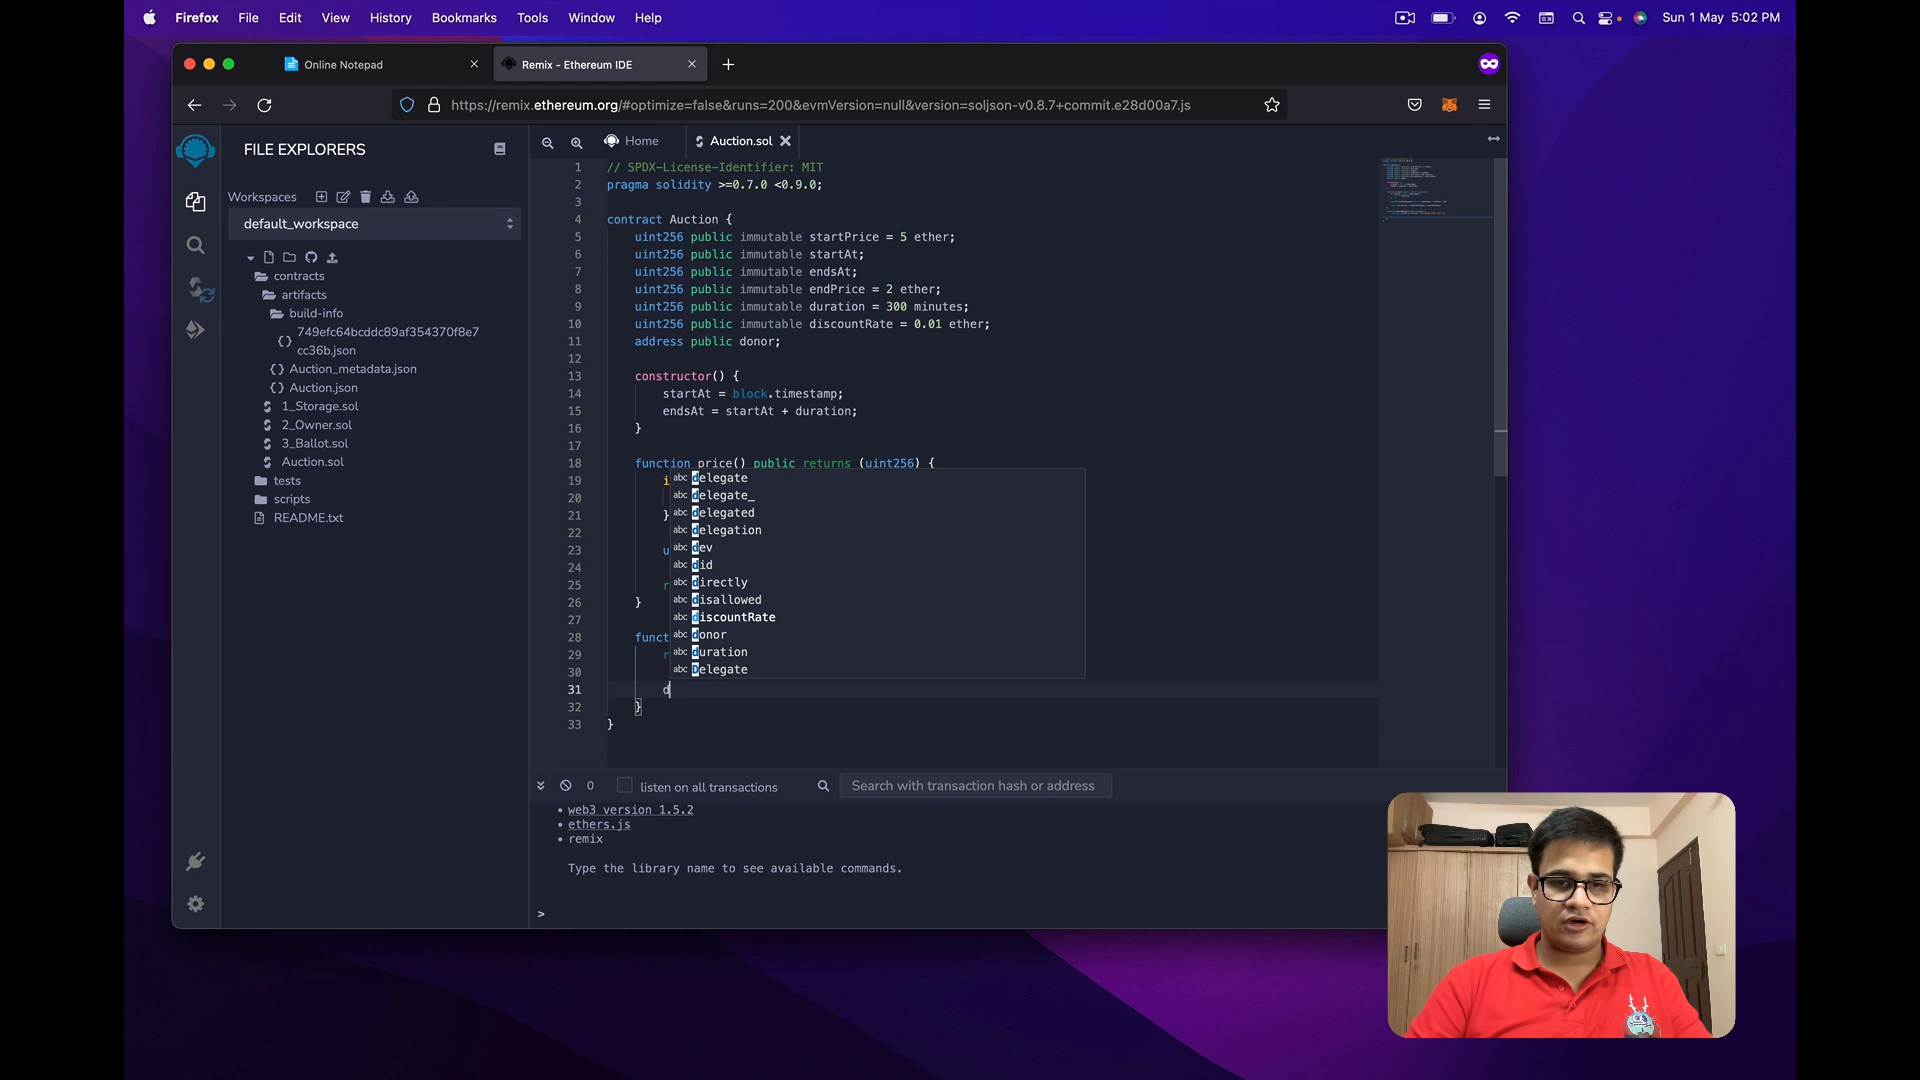 Firefox File Edit View History Bookmarks Tools Window Help Sun 1 May 5:02 PM
Online Notepad
Remix - Ethereum IDE
https://remix.ethereum.org/#optimize=false&runs=200&evmVersion=null&version=soljson-v0.8.7+commit.e28d00a7.js
FILE EXPLORERS
Workspaces
default_workspace
contracts
artifacts
build-info
749efc64bcddc89af354370f8e7
cc36b.json
Auction_metadata.json
Auction.json
1_Storage.sol
2_Owner.sol
3_Ballot.sol
Auction.sol
tests
scripts
README.txt
Home
Auction.sol
1 // SPDX-License-Identifier: MIT
2 pragma solidity >=0.7.0 <0.9.0;
3
4 contract Auction {
5 uint256 public immutable startPrice = 5 ether;
6 uint256 public immutable startAt;
7 uint256 public immutable endsAt;
8 uint256 public immutable endPrice = 2 ether;
9 uint256 public immutable duration = 300 minutes;
10 uint256 public immutable discountRate = 0.01 ether;
11 address public donor;
12
13 constructor() {
14 startAt = block.timestamp;
15 endsAt = startAt + duration;
16 }
17
18 function price() public returns (uint256) {
19 i
20
21 }
22
23 u
24
25 r
26 }
27
28 funct
29 r
30
31 d
32 }
33 }
abc delegate
abc delegate_
abc delegated
abc delegation
abc dev
abc did
abc directly
abc disallowed
abc discountRate
abc donor
abc duration
abc Delegate
0 listen on all transactions Search with transaction hash or address
• web3 version 1.5.2
• ethers.js
• remix
Type the library name to see available commands.
>